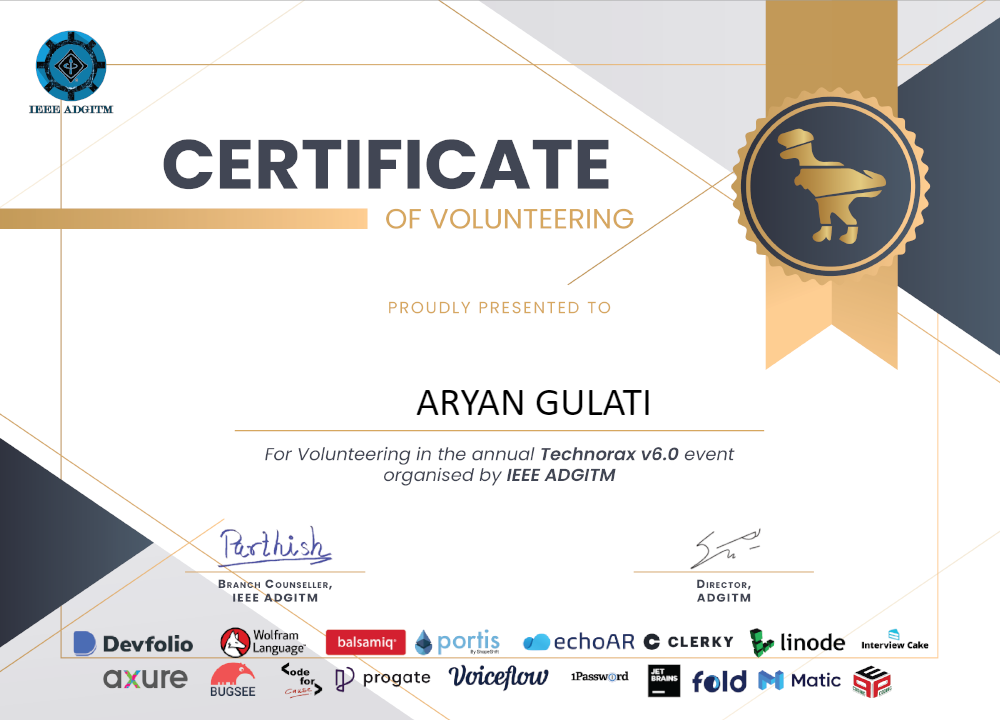 IEEE ADGITM
CERTIFICATE
OF VOLUNTEERING
PROUDLY PRESENTED TO
ARYAN GULATI
For Volunteering in the annual Technorax v6.0 event
organised by IEEE ADGITM
Parthish
Branch Counseller,
IEEE ADGITM
Director,
ADGITM
Devfolio
Wolfram
Language
balsamiq
portis
By ShapeShift
echoAR
CLERKY
linode
Interview Cake
axure
BUGSEE
Code
for
Cause
progate
Voiceflow
1Password
JET
BRAINS
fold
Matic